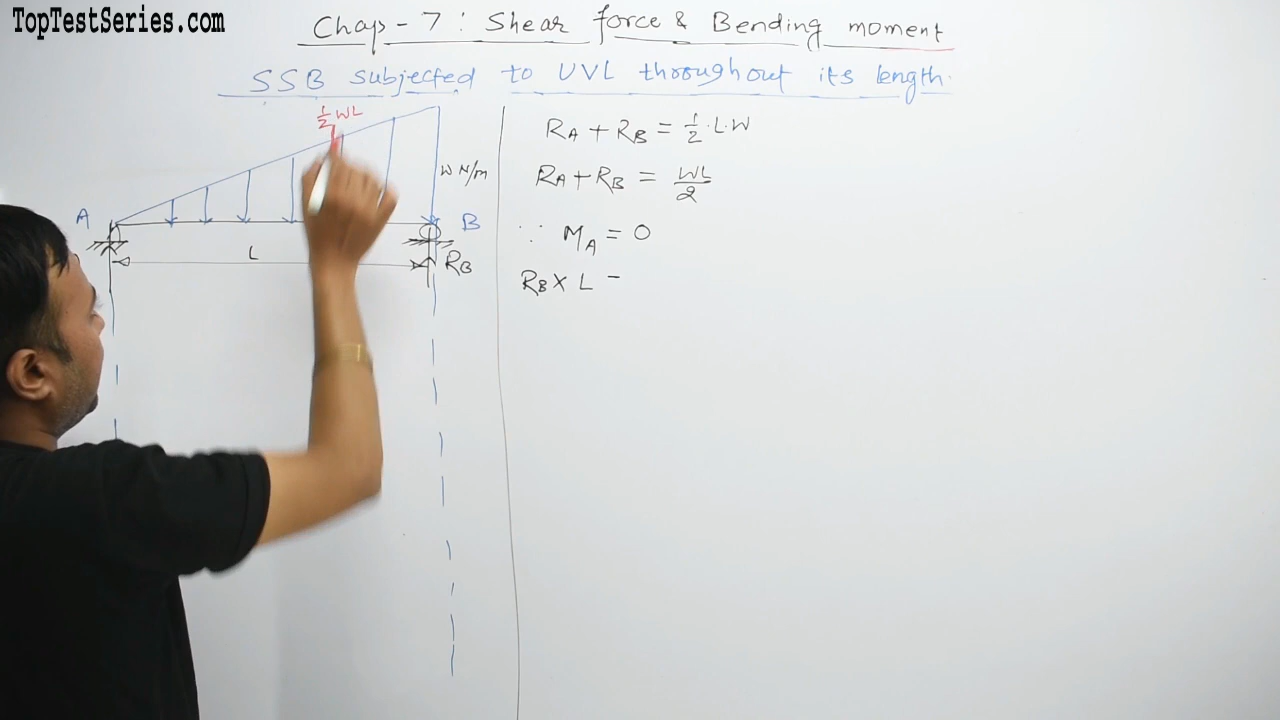 TopTestSeries.com
Chap - 7 : Shear force & Bending moment
SSB subjected to UVL throughout its length.
½ WL
W N/m
A
B
L
RB
RA + RB = ½ · L · W
RA + RB = WL/2
∵ MA = 0
RB × L =